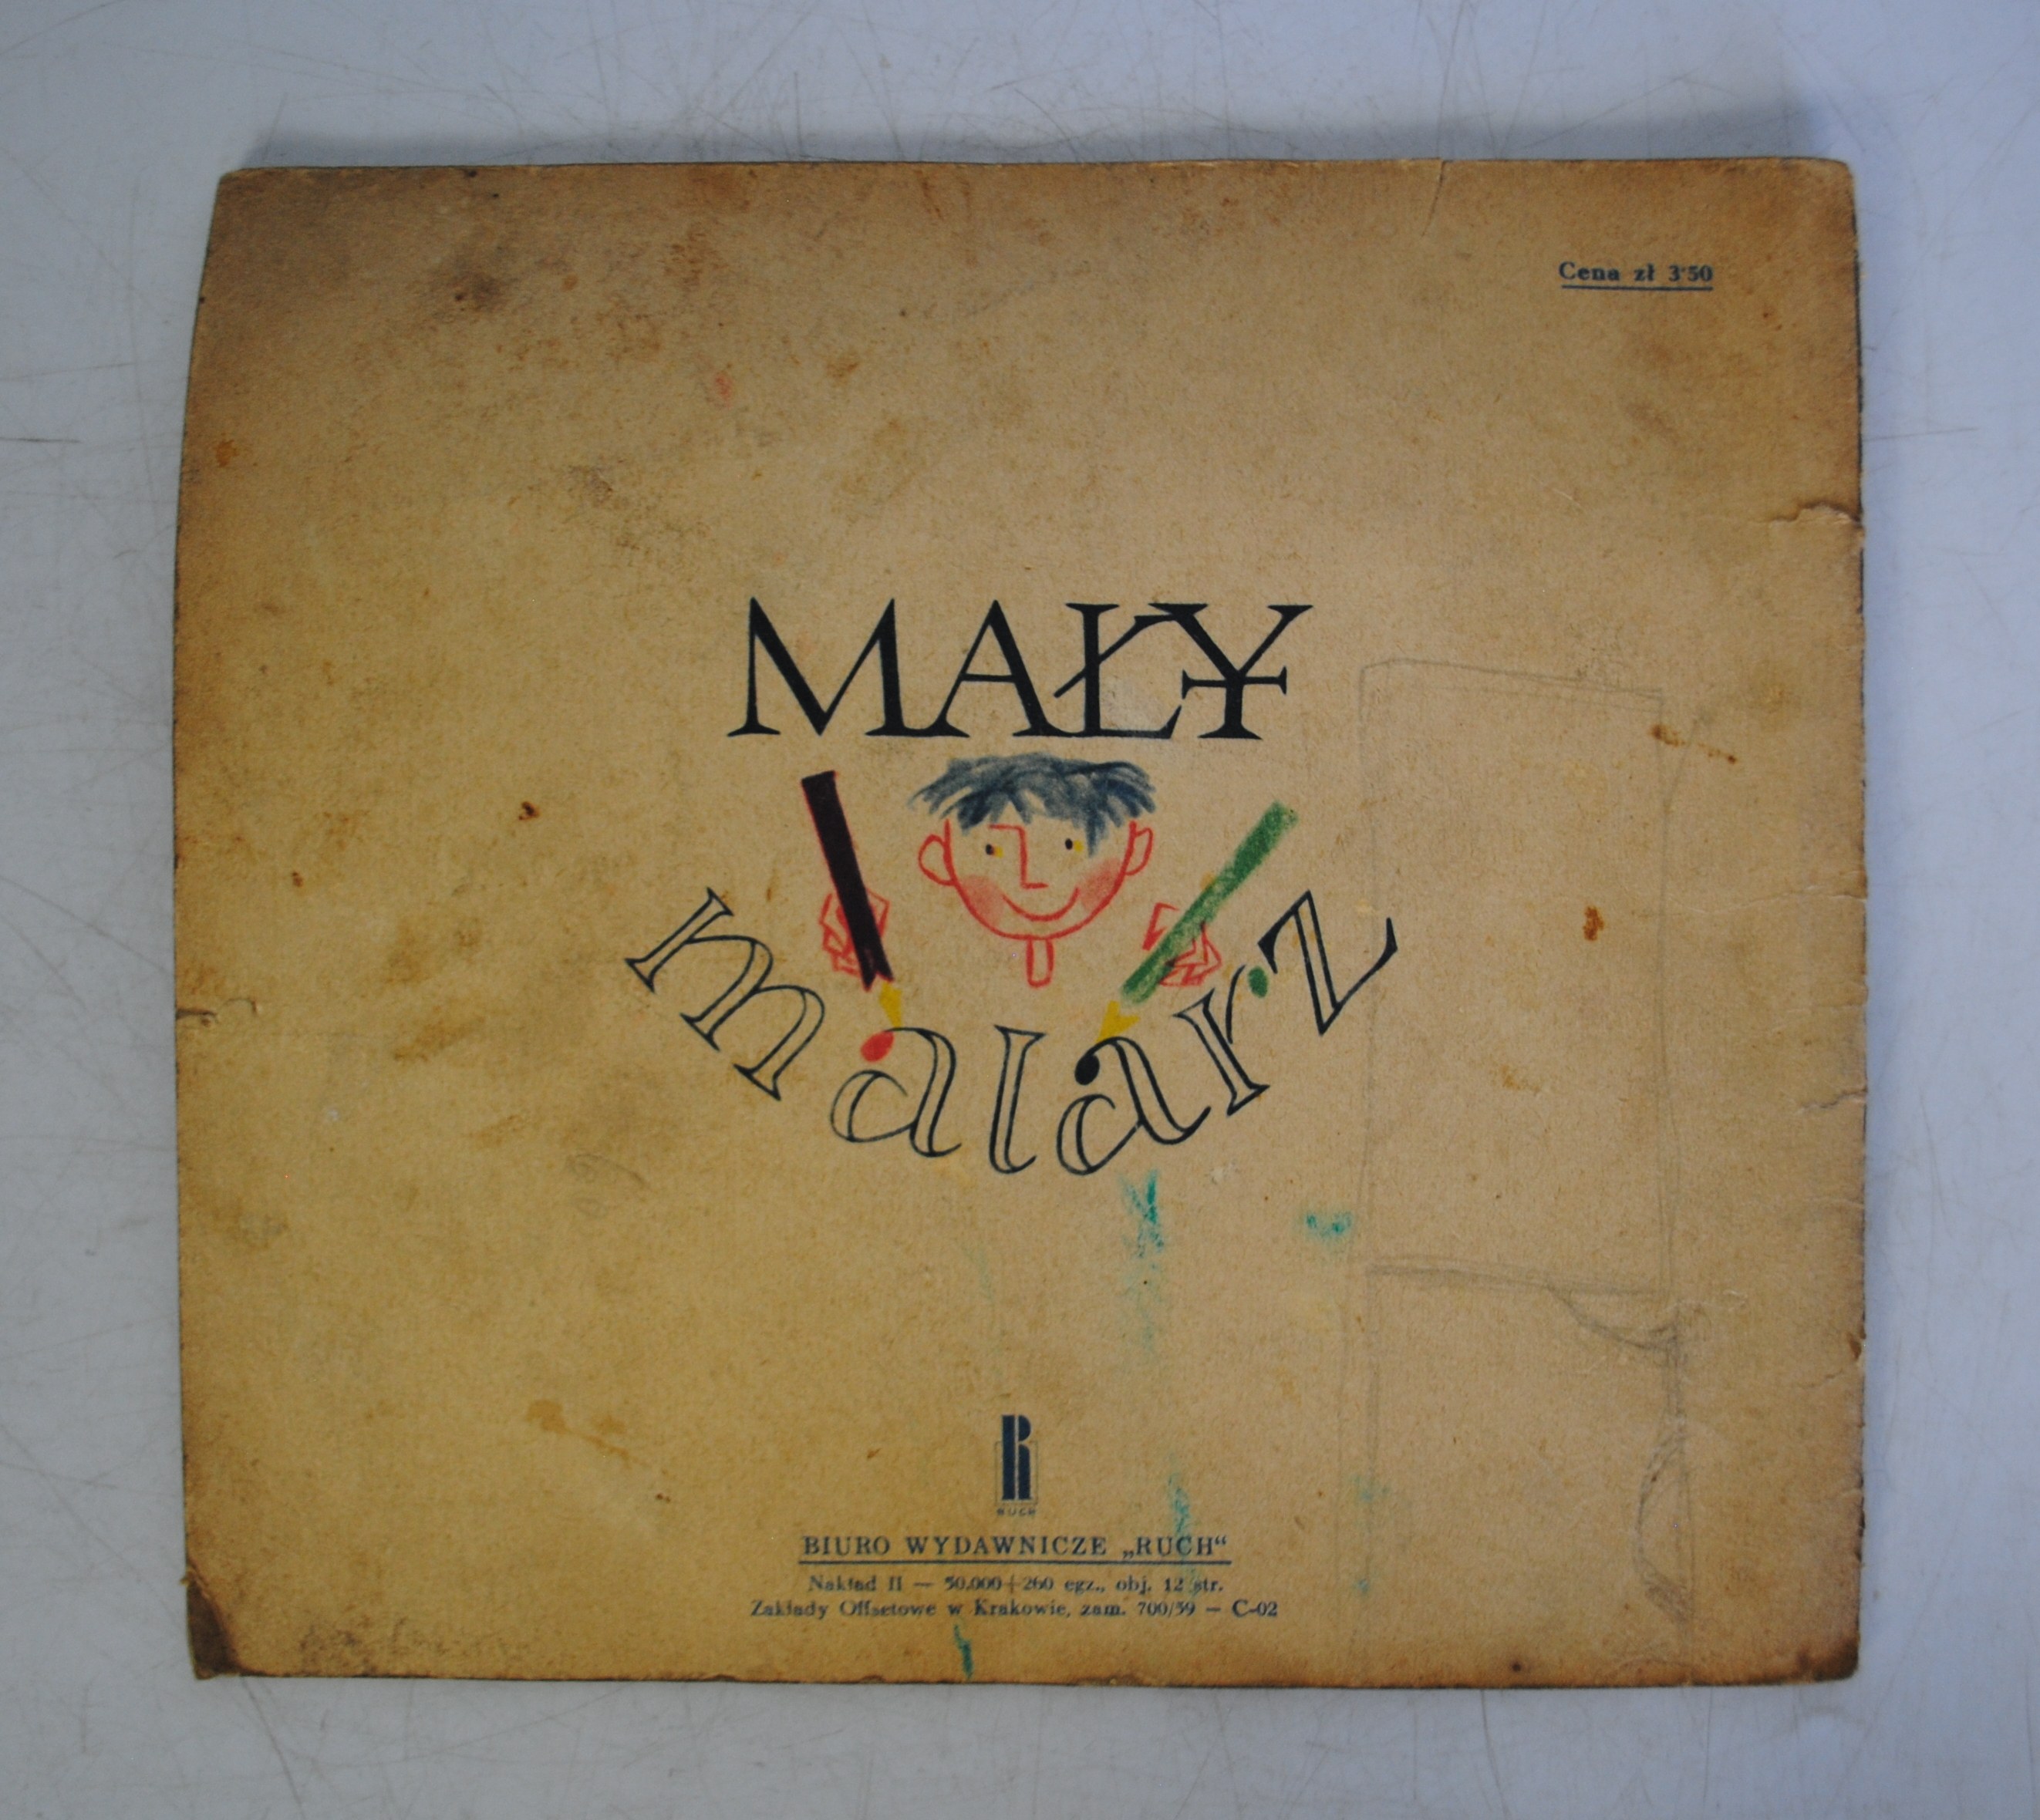 Cena zł 3·50
MAŁY
malarz
RUCH
BIURO WYDAWNICZE „RUCH“
Nakład II — 50.000+260 egz., obj. 12 str.
Zakłady Offsetowe w Krakowie, zam. 700/59 — C-02